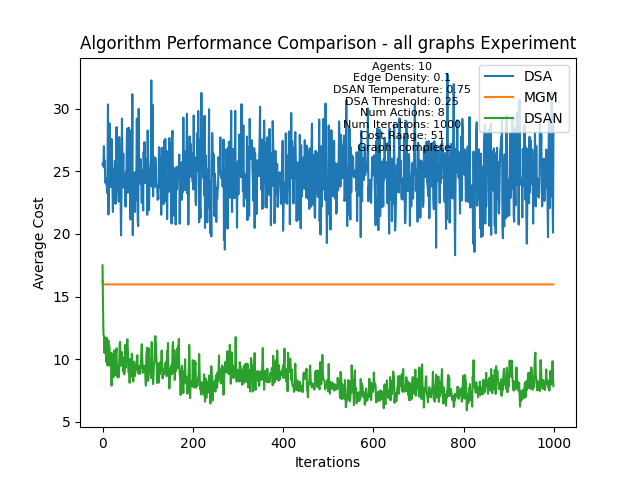 Algorithm Performance Comparison - all graphs Experiment
Agents: 10
Edge Density: 0.1
DSAN Temperature: 0.75
DSA Threshold: 0.25
Num Actions: 8
Num Iterations: 1000
Cost Range: 51
Graph: complete
DSA
MGM
DSAN
Average Cost
30
25
20
15
10
5
0
200
400
600
800
1000
Iterations